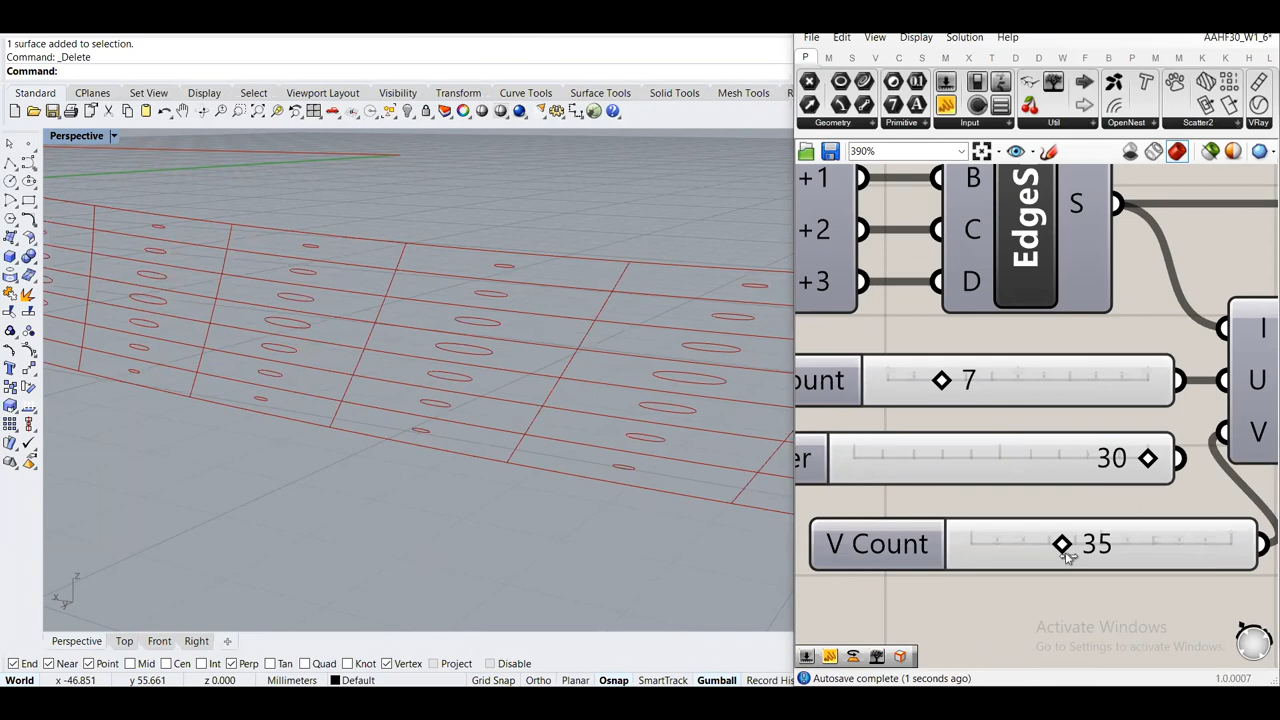 1 surface added to selection.
Command: _Delete
Command:
Standard CPlanes Set View Display Select Viewport Layout Visibility Transform Curve Tools Surface Tools Solid Tools Mesh Tools
Perspective
Perspective Top Front Right
End Near Point Mid Cen Int Perp Tan Quad Knot Vertex Project Disable
World x -46.851 y 55.661 z 0.000 Millimeters Default Grid Snap Ortho Planar Osnap SmartTrack Gumball Record His
File Edit View Display Solution Help AAHF30_W1_6*
P M S V C S M X T D D M W F K B A M P M S E M K K H L
Geometry Primitive Input Util OpenNest Scatter2 VRay
390%
+1 B EdgeS S
+2 C
+3 D
I
ount 7 U
er 30 V
V Count 35
z
x y
Activate Windows
Go to Settings to activate Windows.
Autosave complete (1 seconds ago) 1.0.0007